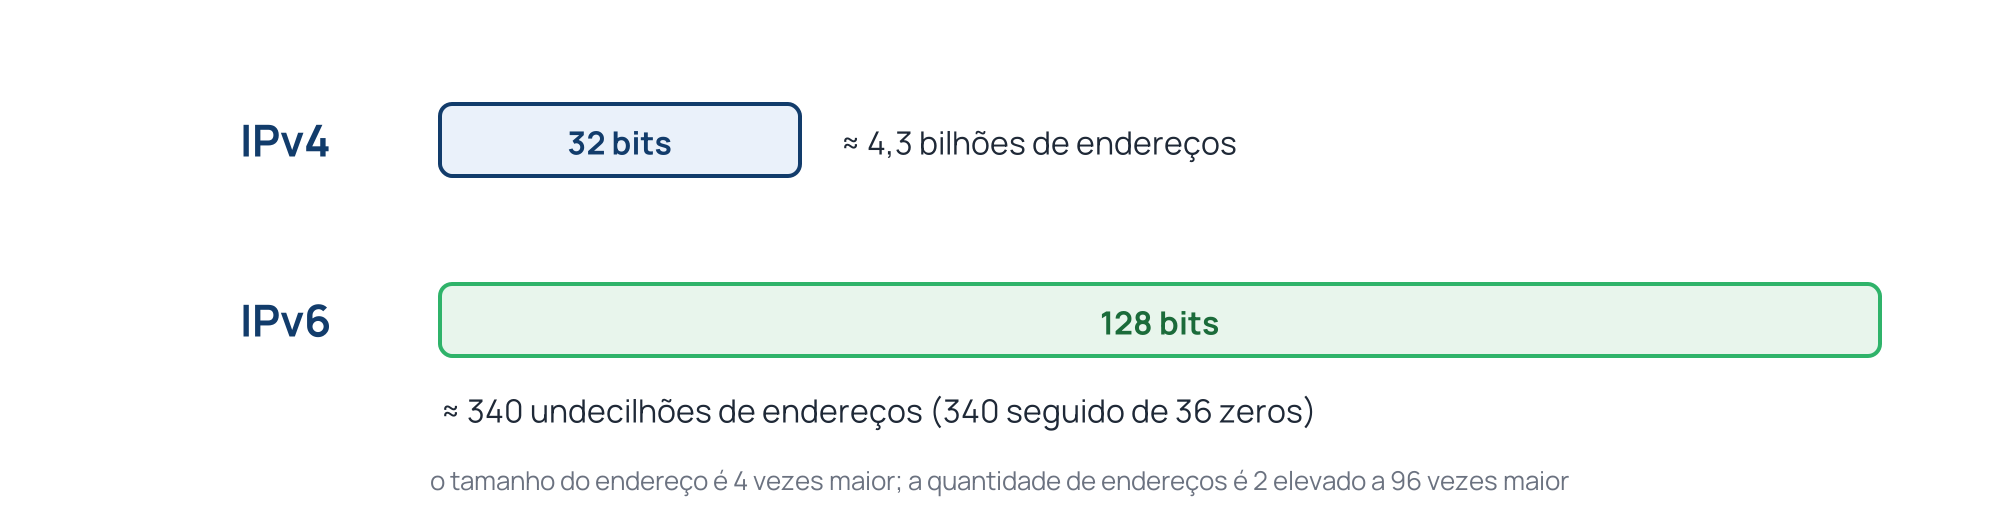 IPv4
32 bits
≈ 4,3 bilhões de endereços
IPv6
128 bits
≈ 340 undecilhões de endereços (340 seguido de 36 zeros)
o tamanho do endereço é 4 vezes maior; a quantidade de endereços é 2 elevado a 96 vezes maior